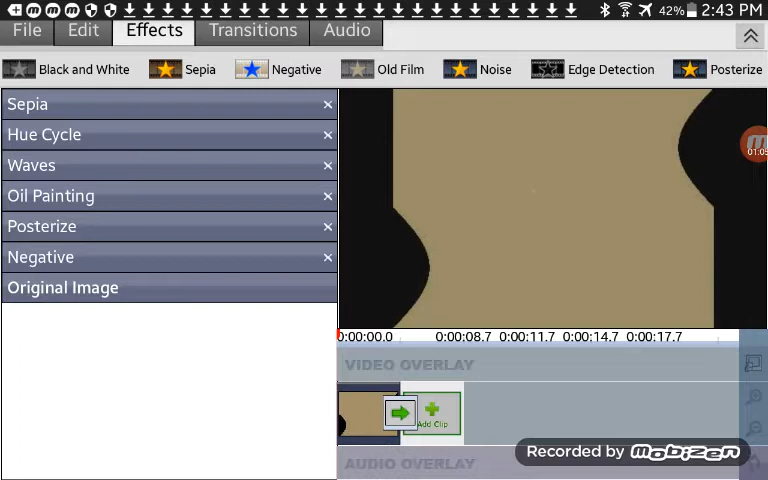 42% 2:43 PM
File Edit Effects Transitions Audio
Black and White Sepia Negative Old Film Noise Edge Detection Posterize
Sepia
Hue Cycle
Waves
Oil Painting
Posterize
Negative
Original Image
0:00:00.0 0:00:08.7 0:00:11.7 0:00:14.7 0:00:17.7
VIDEO OVERLAY
Add Clip
Recorded by mobizen
AUDIO OVERLAY